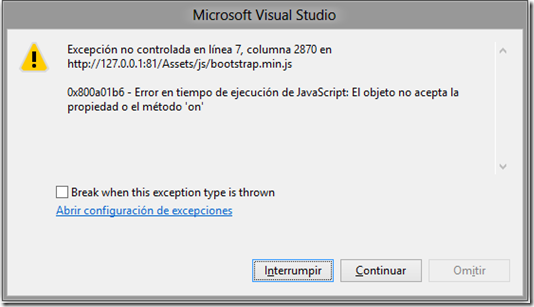 Microsoft Visual Studio
Excepción no controlada en línea 7, columna 2870 en
http://127.0.0.1:81/Assets/js/bootstrap.min.js
0x800a01b6 - Error en tiempo de ejecución de JavaScript: El objeto no acepta la
propiedad o el método 'on'
Break when this exception type is thrown
Abrir configuración de excepciones
Interrumpir Continuar Omitir